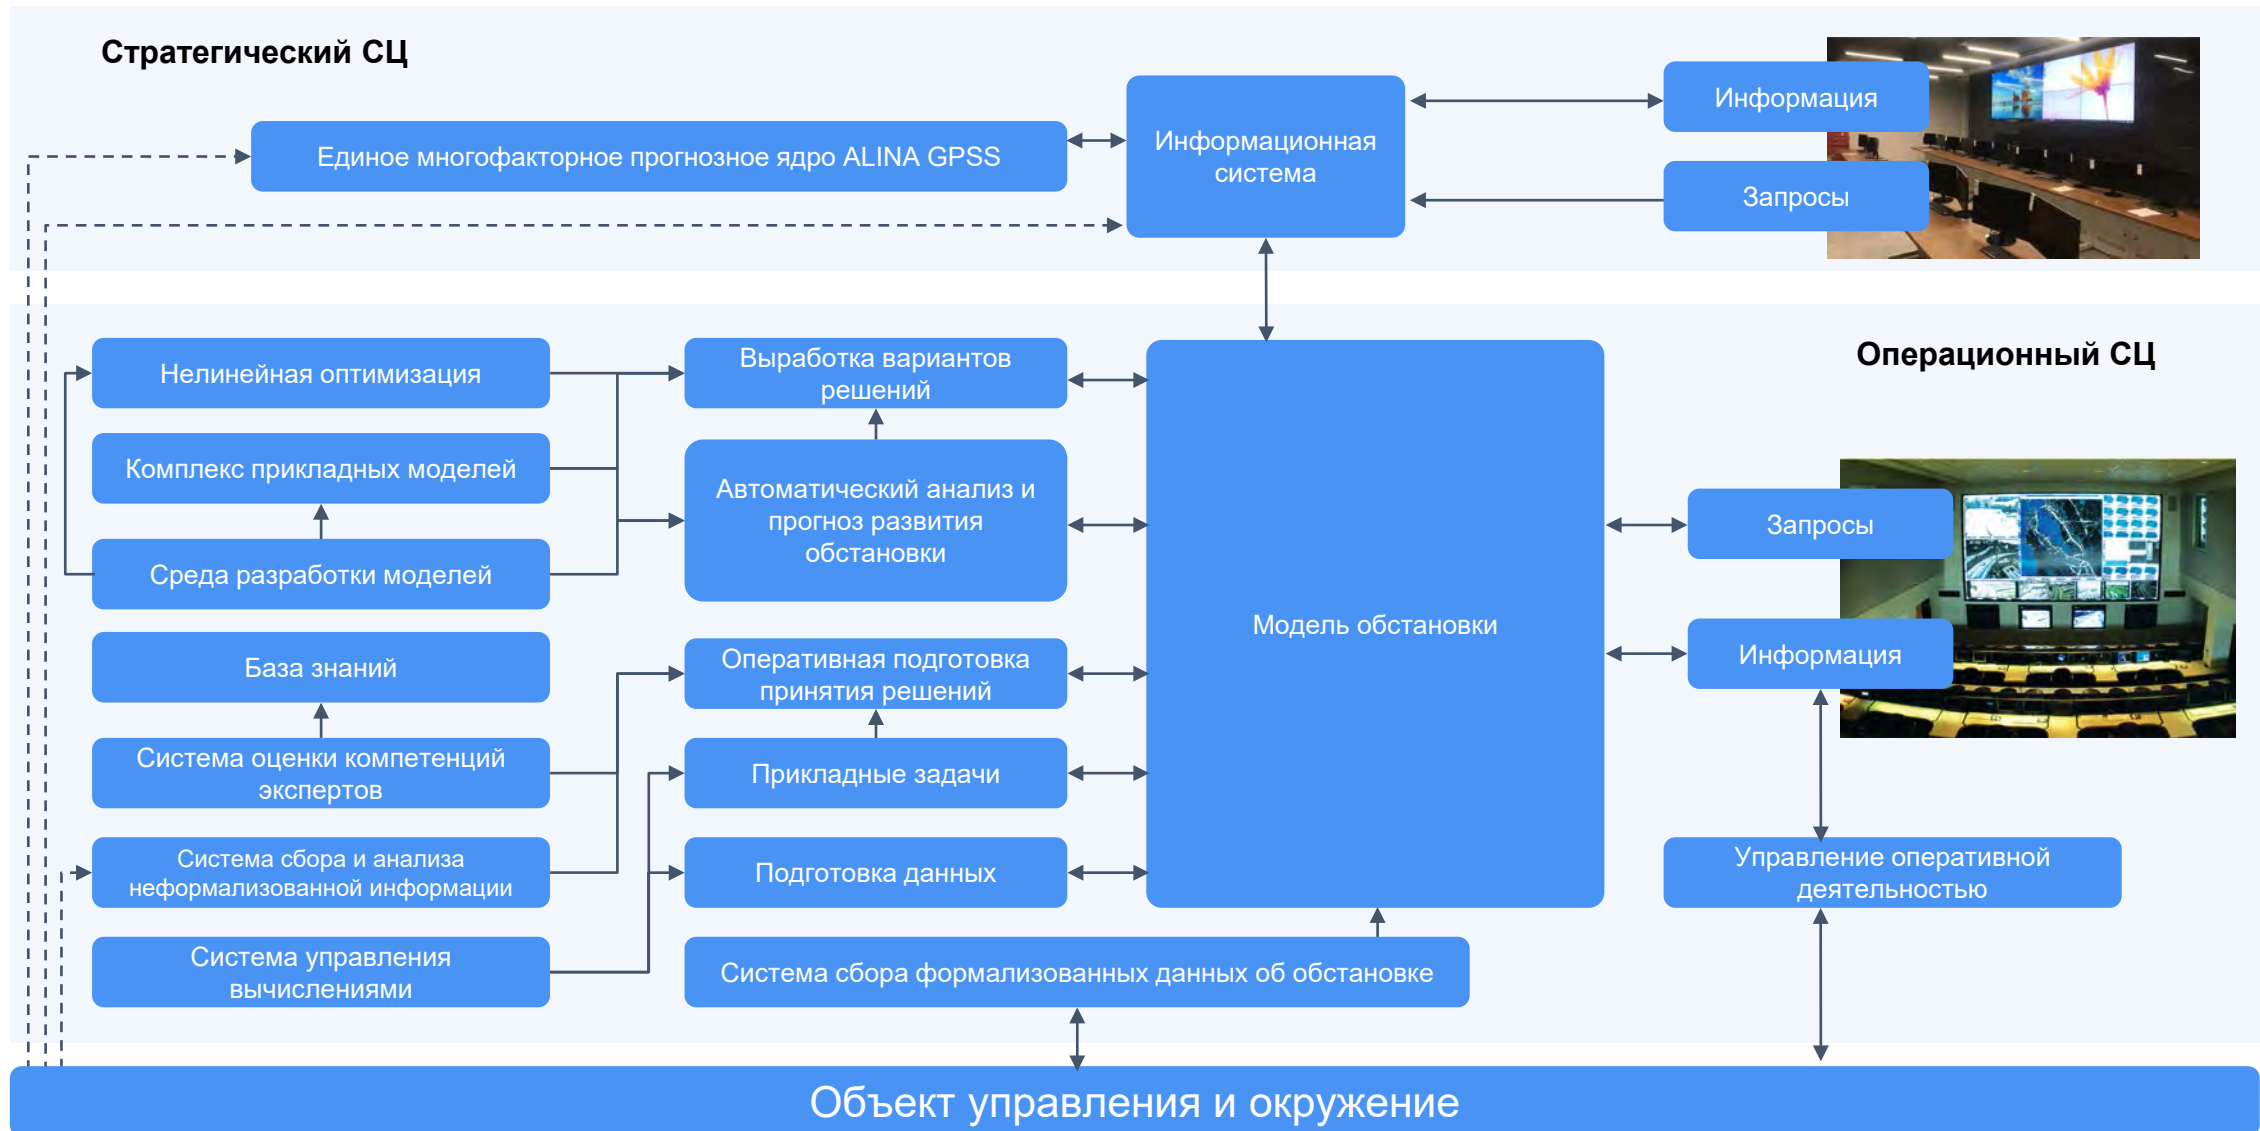 Стратегический СЦ
Единое многофакторное прогнозное ядро ALINA GPSS
Информационная
система
Информация
Запросы
Операционный СЦ
Нелинейная оптимизация
Комплекс прикладных моделей
Среда разработки моделей
База знаний
Система оценки компетенций
экспертов
Система сбора и анализа
неформализованной информации
Система управления
вычислениями
Выработка вариантов
решений
Автоматический анализ и
прогноз развития
обстановки
Оперативная подготовка
принятия решений
Прикладные задачи
Подготовка данных
Система сбора формализованных данных об обстановке
Модель обстановки
Запросы
Информация
Управление оперативной
деятельностью
Объект управления и окружение